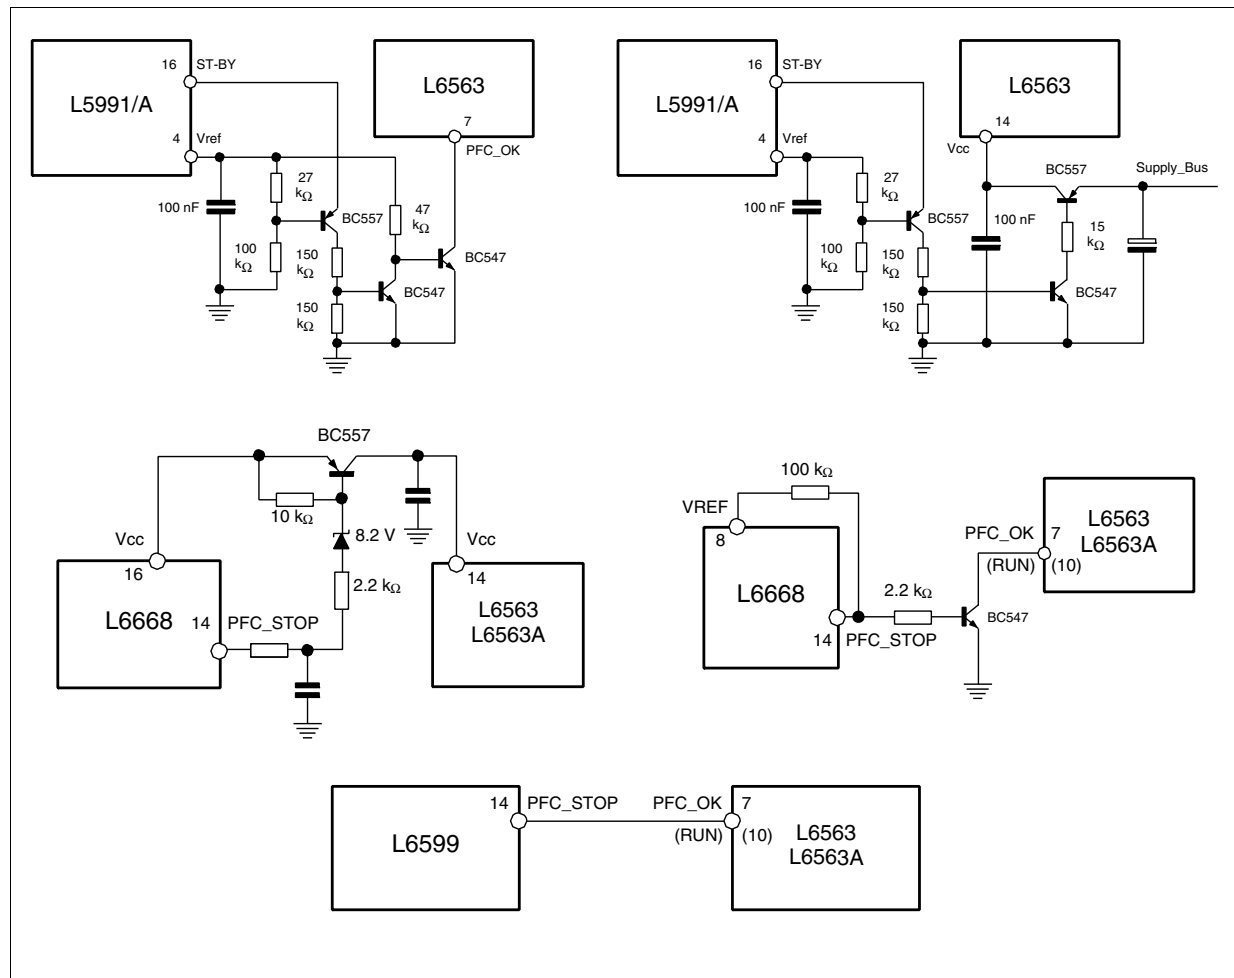 16 ST-BY
L5991/A
4 Vref
L6563
7
PFC_OK
27
kΩ
100 nF
BC557
47
kΩ
100
kΩ
150
kΩ
BC547
BC547
150
kΩ
16 ST-BY
L5991/A
4 Vref
L6563
14
Vcc
BC557
Supply_Bus
27
kΩ
100 nF
BC557
100 nF
15
kΩ
100
kΩ
150
kΩ
BC547
150
kΩ
BC557
10 kΩ
8.2 V
Vcc
16
Vcc
14
2.2 kΩ
L6668
14
PFC_STOP
L6563
L6563A
100 kΩ
VREF
8
PFC_OK
7
L6563
L6563A
(RUN)
(10)
L6668
2.2 kΩ
14
PFC_STOP
BC547
14 PFC_STOP
PFC_OK 7
L6599
(RUN) (10)
L6563
L6563A